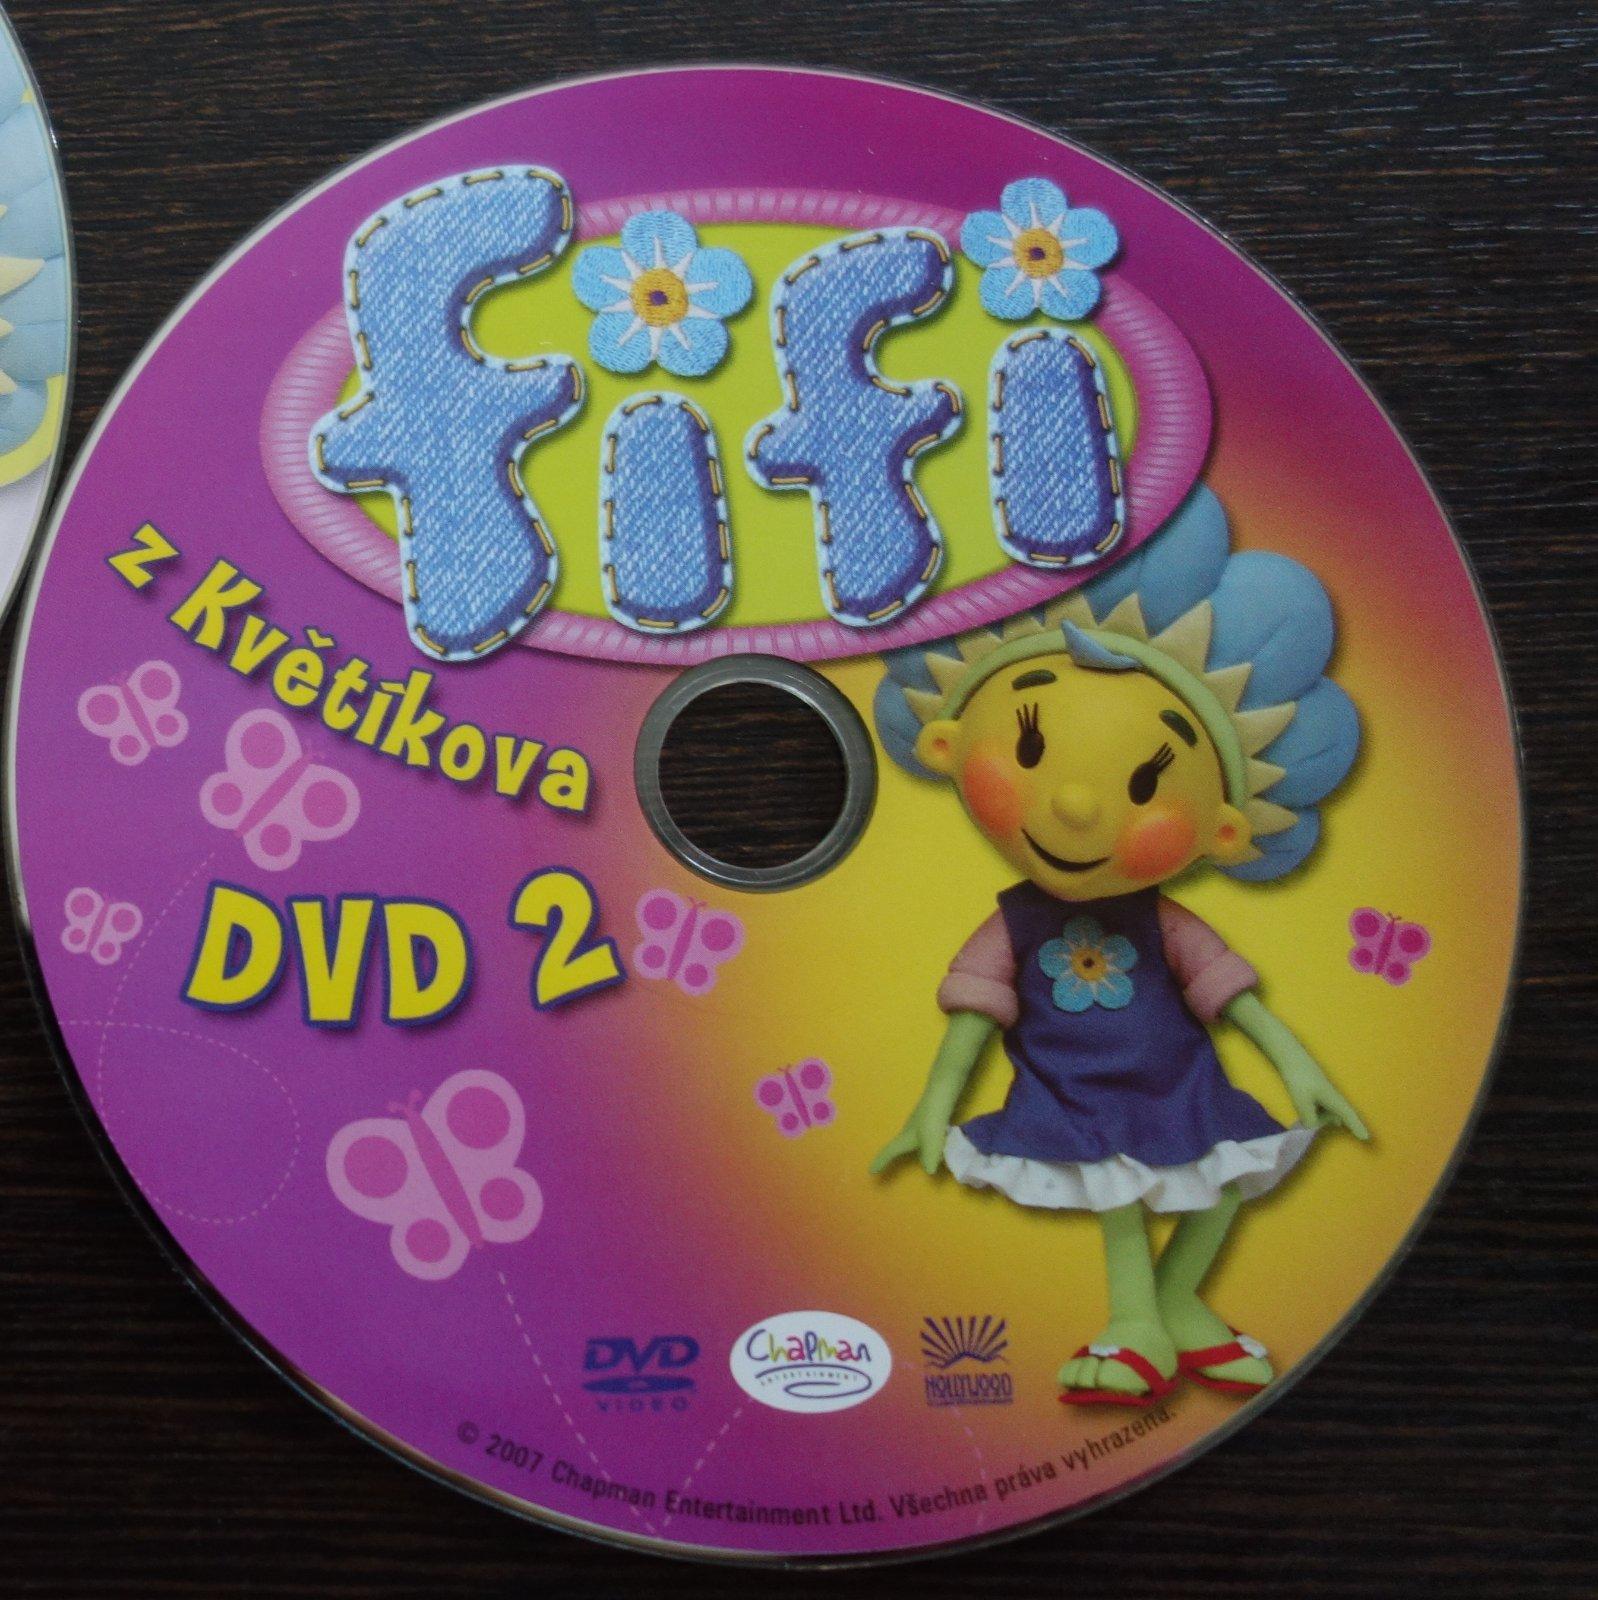 fifi
z Květíkova
DVD 2
DVD
VIDEO
Chapman
ENTERTAINMENT
HOLLYWOOD
© 2007 Chapman Entertainment Ltd. Všechna práva vyhrazena.